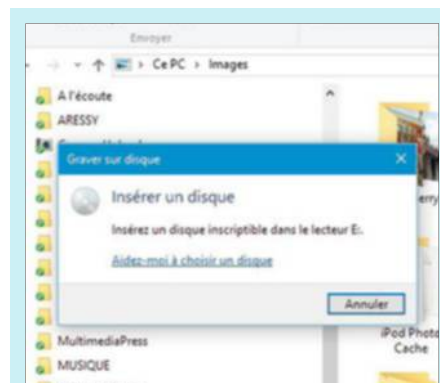 Envoyer
Ce PC > Images
A l'écoute
ARESSY
Graver sur disque
Insérer un disque
Insérez un disque inscriptible dans le lecteur E:.
Aidez-moi à choisir un disque
Annuler
MultimediaPress
iPod Photo
Cache
MUSIQUE